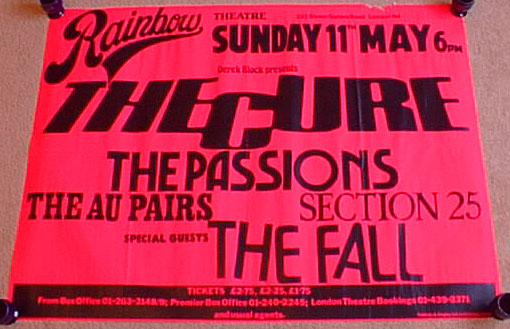 Rainbow THEATRE
SUNDAY 11TH MAY 6PM
Derek Block presents
THE CURE
THE PASSIONS
THE AU PAIRS SECTION 25
SPECIAL GUESTS THE FALL
TICKETS £2·75, £2·25, £1·75
From Box Office 01-263-3148/9; Premier Box Office 01-240-2245; London Theatre Bookings 01-439-3371
and usual agents.